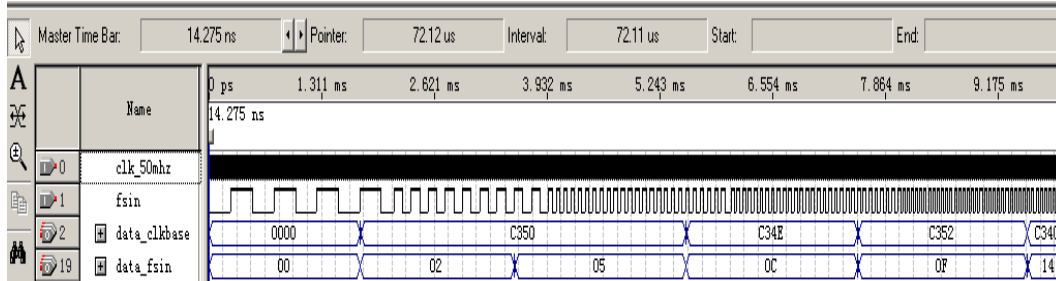 Master Time Bar: 14.275 ns Pointer: 72.12 us Interval: 72.11 us Start: End:
A Name 0 ps 1.311 ms 2.621 ms 3.932 ms 5.243 ms 6.554 ms 7.864 ms 9.175 ms
14.275 ns
0 clk_50mhz
1 fsin
2 data_clkbase 0000 C350 C34E C352 C340
19 data_fsin 00 02 05 0C 0F 14